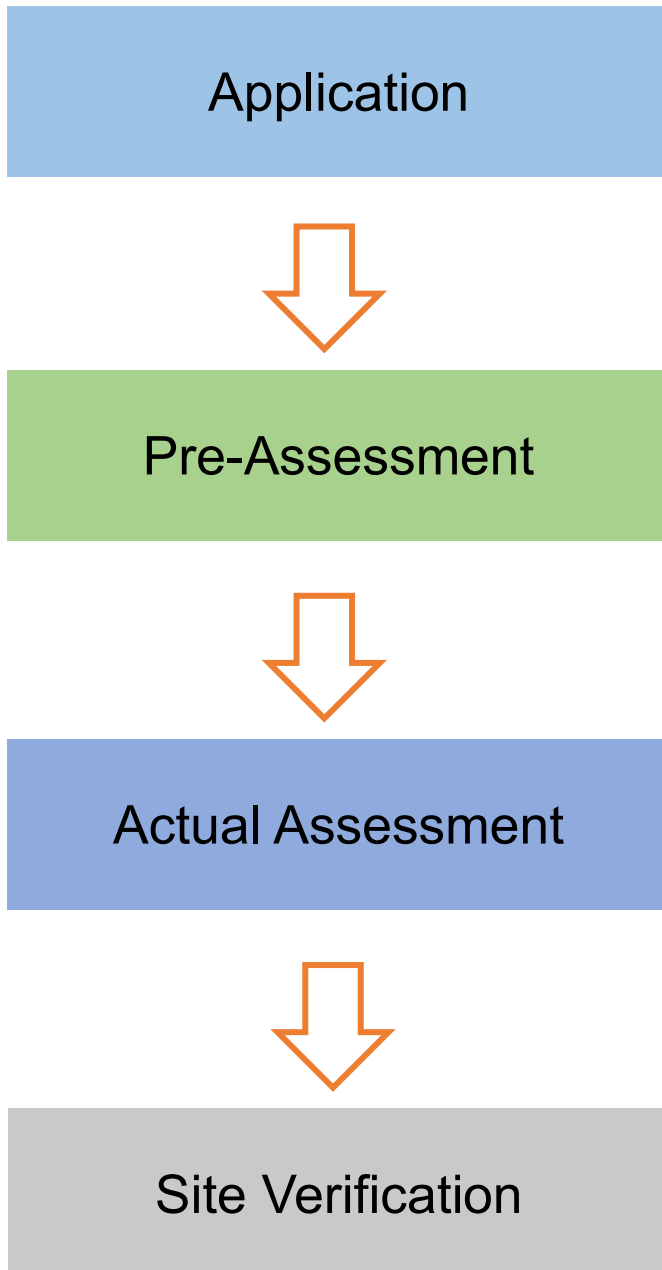 Application
Pre-Assessment
Actual Assessment
Site Verification